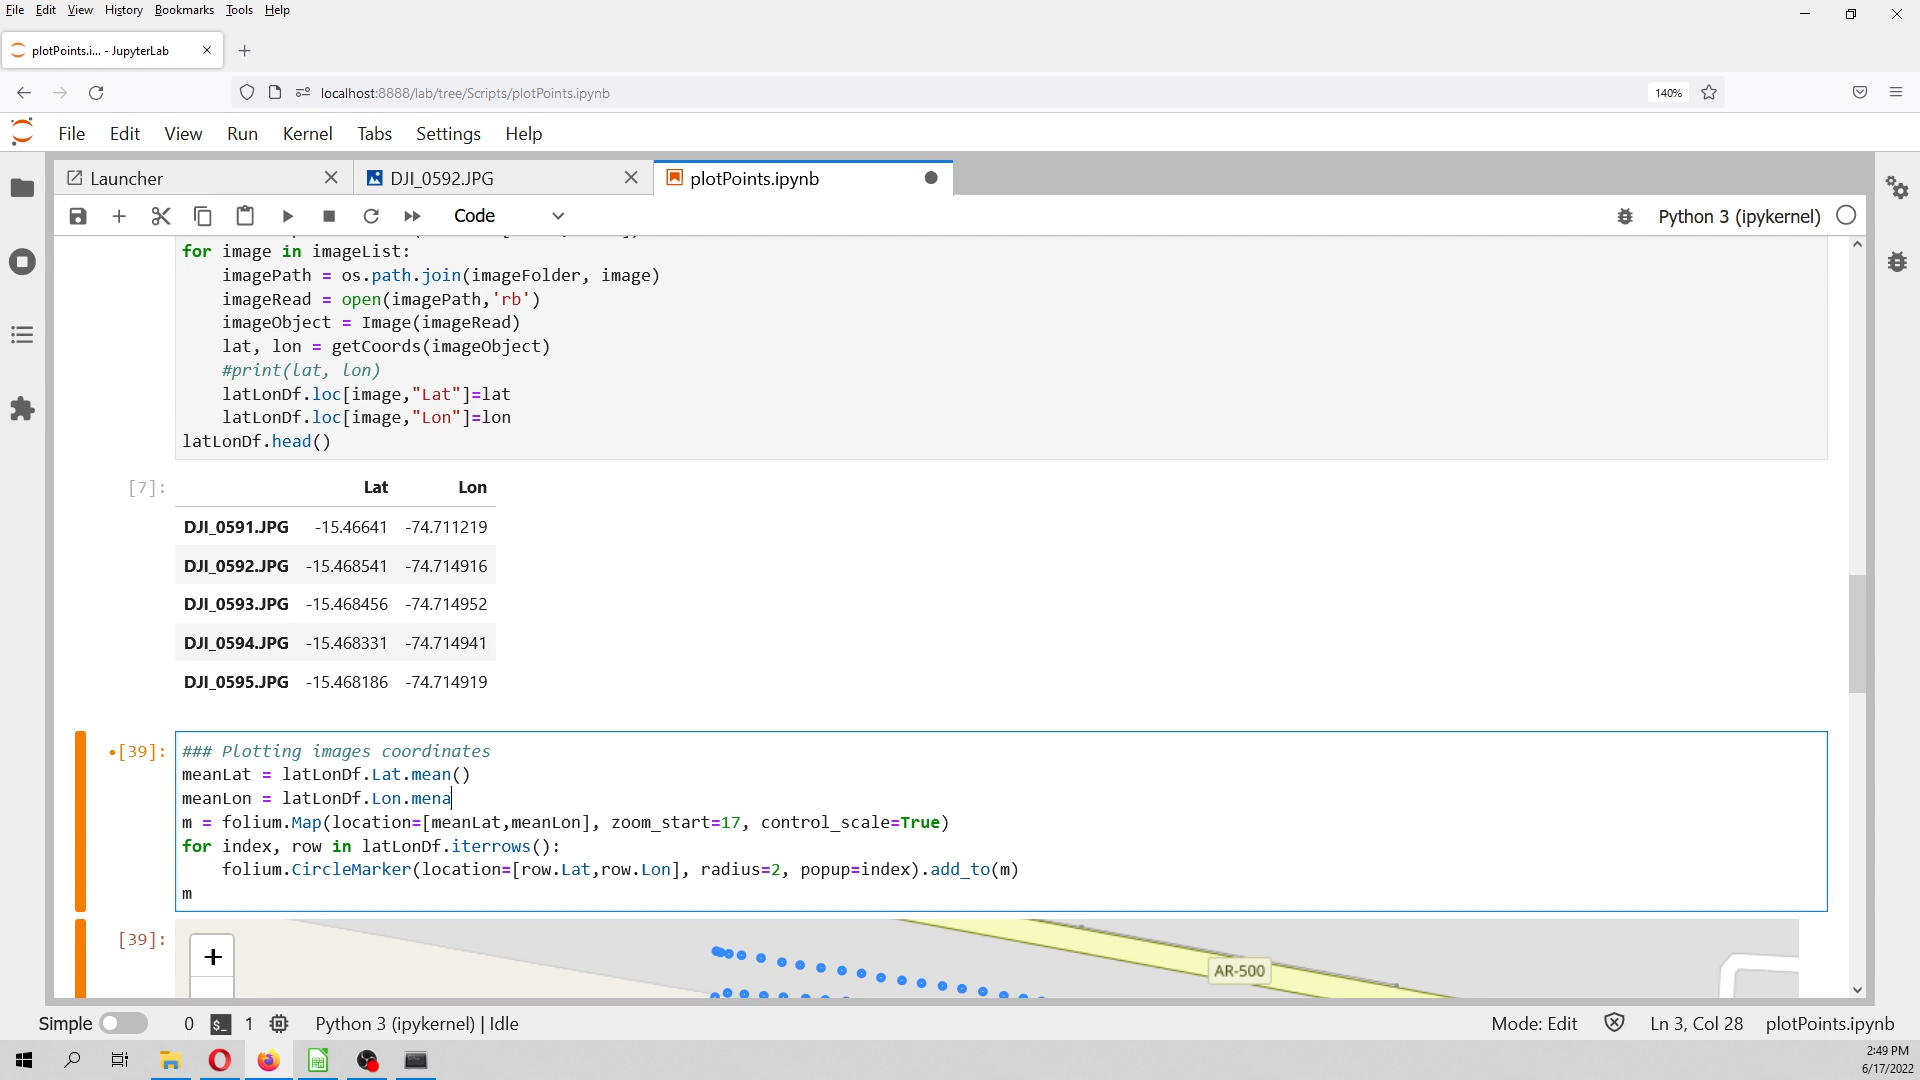 File Edit View History Bookmarks Tools Help
plotPoints.i... - JupyterLab
localhost:8888/lab/tree/Scripts/plotPoints.ipynb
140%
File Edit View Run Kernel Tabs Settings Help
Launcher
DJI_0592.JPG
plotPoints.ipynb
Code
Python 3 (ipykernel)
for image in imageList:
imagePath = os.path.join(imageFolder, image)
imageRead = open(imagePath,'rb')
imageObject = Image(imageRead)
lat, lon = getCoords(imageObject)
#print(lat, lon)
latLonDf.loc[image,"Lat"]=lat
latLonDf.loc[image,"Lon"]=lon
latLonDf.head()
[7]:
Lat Lon
DJI_0591.JPG -15.46641 -74.711219
DJI_0592.JPG -15.468541 -74.714916
DJI_0593.JPG -15.468456 -74.714952
DJI_0594.JPG -15.468331 -74.714941
DJI_0595.JPG -15.468186 -74.714919
•[39]: ### Plotting images coordinates
meanLat = latLonDf.Lat.mean()
meanLon = latLonDf.Lon.mena
m = folium.Map(location=[meanLat,meanLon], zoom_start=17, control_scale=True)
for index, row in latLonDf.iterrows():
folium.CircleMarker(location=[row.Lat,row.Lon], radius=2, popup=index).add_to(m)
m
[39]:
+
AR-500
Simple 0 $_ 1 Python 3 (ipykernel) | Idle
Mode: Edit Ln 3, Col 28 plotPoints.ipynb
2:49 PM
6/17/2022